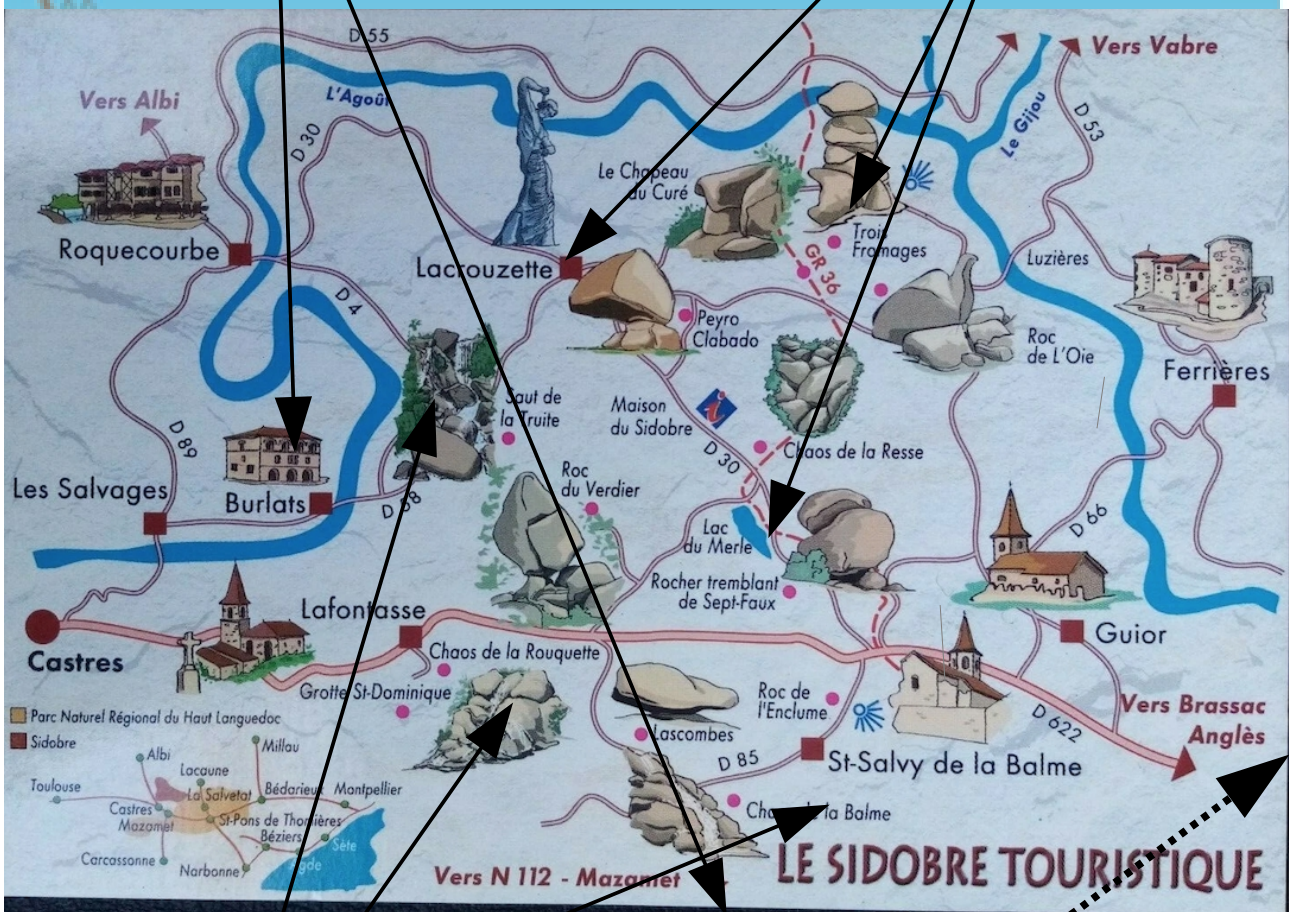 D 55
Vers Vabre
Vers Albi
L'Agoût
D 30
Le Gijou
D 53
Le Chapeau
du Curé
Roquecourbe
Lacrouzette
Trois
Fromages
GR 36
Luzières
D 4
Peyro
Clabado
Roc
de L'Oie
Ferrières
Saut de
la Truite
Maison
du Sidobre
D 89
D 30
Chaos de la Resse
Les Salvages
Burlats
D 58
Roc
du Verdier
Lac
du Merle
D 66
Rocher tremblant
de Sept-Faux
Lafontasse
Guior
Castres
Chaos de la Rouquette
Grotte St-Dominique
Roc de
l'Enclume
Vers Brassac
Anglès
D 622
Parc Naturel Régional du Haut Languedoc
Sidobre
Lascombes
D 85
St-Salvy de la Balme
Albi
Millau
Lacaune
Toulouse
La Salvetat
Bédarieux
Montpellier
Castres
Mazamet
St-Pons de Thomières
Béziers
Sète
Carcassonne
Narbonne
Agde
Chaos de la Balme
Vers N 112 - Mazamet
LE SIDOBRE TOURISTIQUE